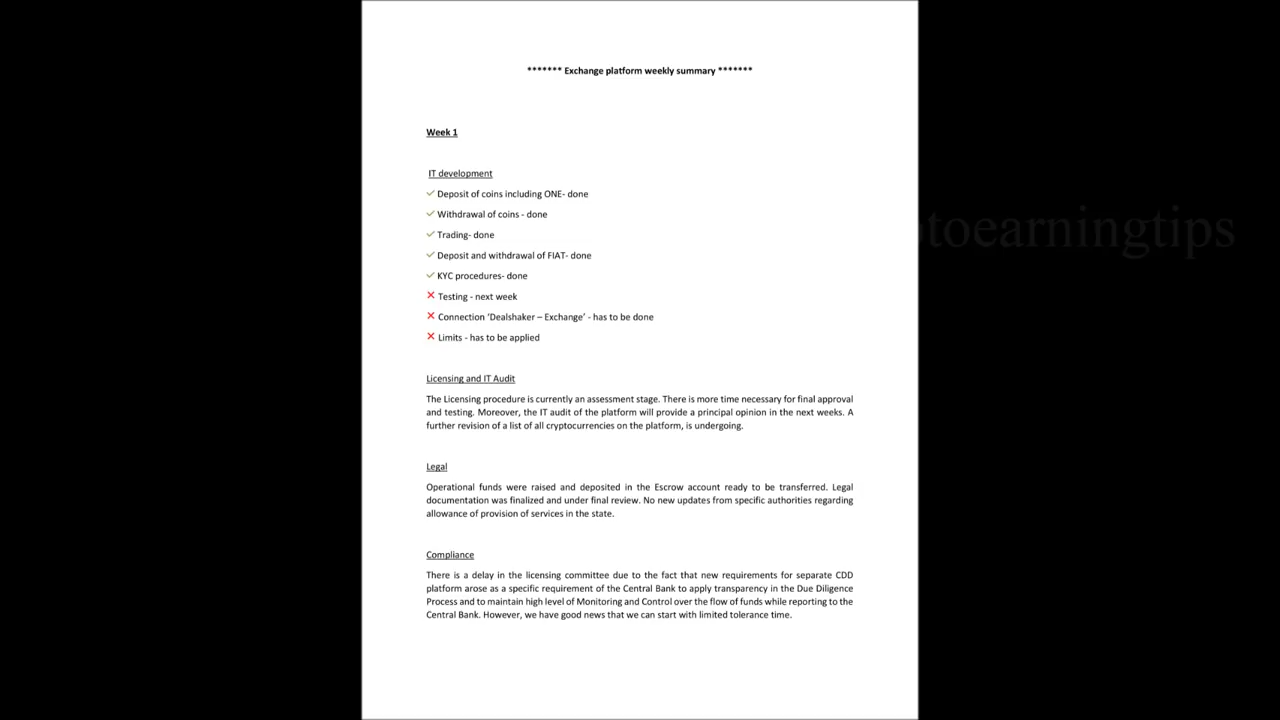 ******* Exchange platform weekly summary *******
Week 1
IT development
✓ Deposit of coins including ONE- done
✓ Withdrawal of coins - done
✓ Trading- done
✓ Deposit and withdrawal of FIAT- done
✓ KYC procedures- done
✕ Testing - next week
✕ Connection ‘Dealshaker – Exchange’ - has to be done
✕ Limits - has to be applied
Licensing and IT Audit
The Licensing procedure is currently an assessment stage. There is more time necessary for final approval
and testing. Moreover, the IT audit of the platform will provide a principal opinion in the next weeks. A
further revision of a list of all cryptocurrencies on the platform, is undergoing.
Legal
Operational funds were raised and deposited in the Escrow account ready to be transferred. Legal
documentation was finalized and under final review. No new updates from specific authorities regarding
allowance of provision of services in the state.
Compliance
There is a delay in the licensing committee due to the fact that new requirements for separate CDD
platform arose as a specific requirement of the Central Bank to apply transparency in the Due Diligence
Process and to maintain high level of Monitoring and Control over the flow of funds while reporting to the
Central Bank. However, we have good news that we can start with limited tolerance time.
toearningtips